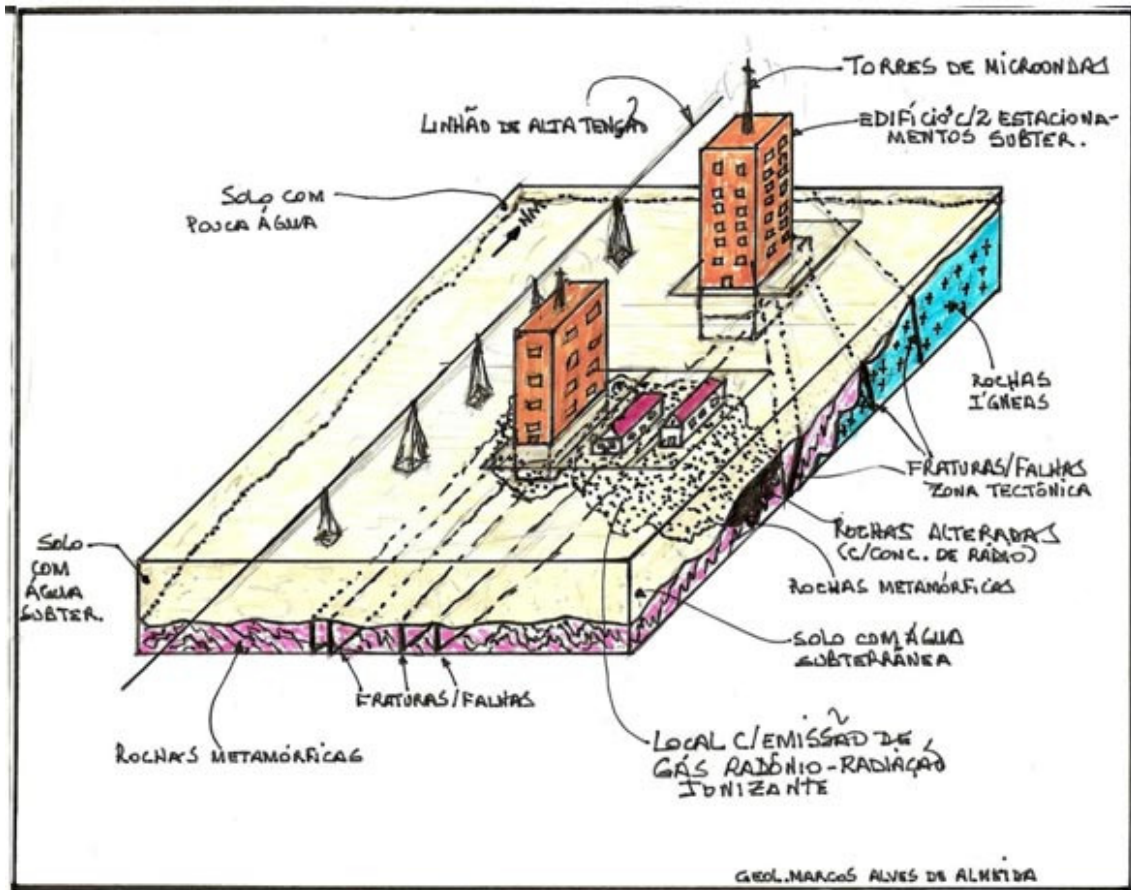 TORRES DE MICROONDAS
LINHÃO DE ALTA TENSÃO
EDIFÍCIOS C/2 ESTACIONA-
MENTOS SUBTER.
SOLO COM
POUCA ÁGUA
NM
ROCHAS
ÍGNEAS
FRATURAS/FALHAS
ZONA TECTÔNICA
ROCHAS ALTERADAS
(C/CONC. DE RÁDIO)
ROCHAS METAMÓRFICAS
SOLO
COM
ÁGUA
SUBTER.
SOLO COM ÁGUA
SUBTERRÂNEA
FRATURAS/FALHAS
ROCHAS METAMÓRFICAS
LOCAL C/EMISSÃO DE
GÁS RADÔNIO-RADIAÇÃO
IONIZANTE
GEOL.MARCOS ALVES DE ALMEIDA